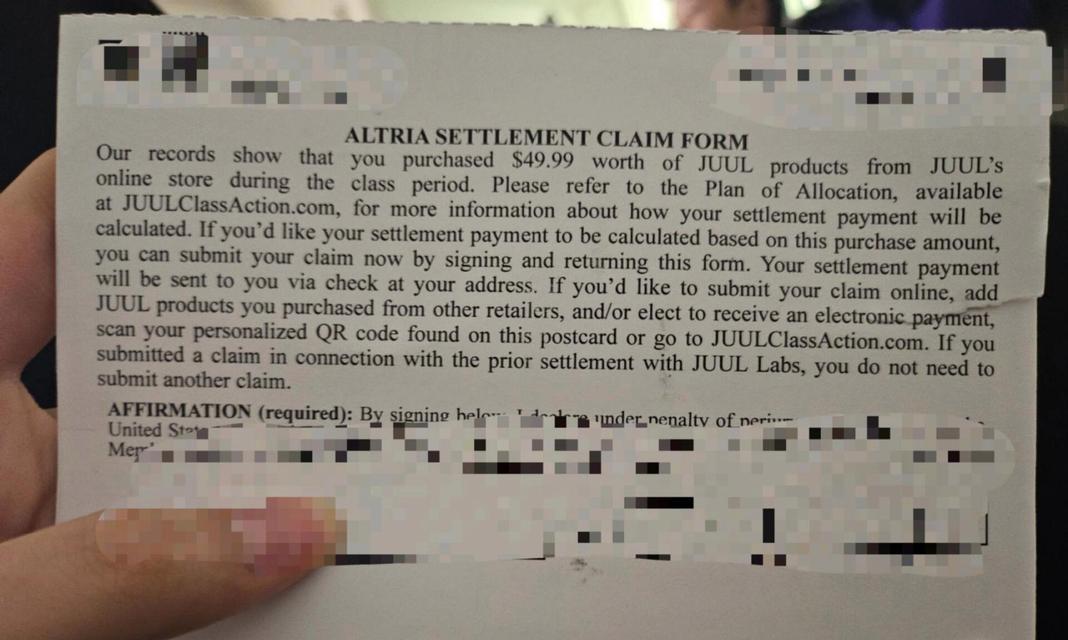 ALTRIA SETTLEMENT CLAIM FORM
Our records show that you purchased $49.99 worth of JUUL products from JUUL's
online store during the class period. Please refer to the Plan of Allocation, available
at JUULClassAction.com, for more information about how your settlement payment will be
calculated. If you'd like your settlement payment to be calculated based on this purchase amount,
you can submit your claim now by signing and returning this form. Your settlement payment
will be sent to you via check at your address. If you'd like to submit your claim online, add
JUUL products you purchased from other retailers, and/or elect to receive an electronic payment,
scan your personalized QR code found on this postcard or go to JUULClassAction.com. If you
submitted a claim in connection with the prior settlement with JUUL Labs, you do not need to
submit another claim.
AFFIRMATION (required): By signing below, I declare under penalty of
United